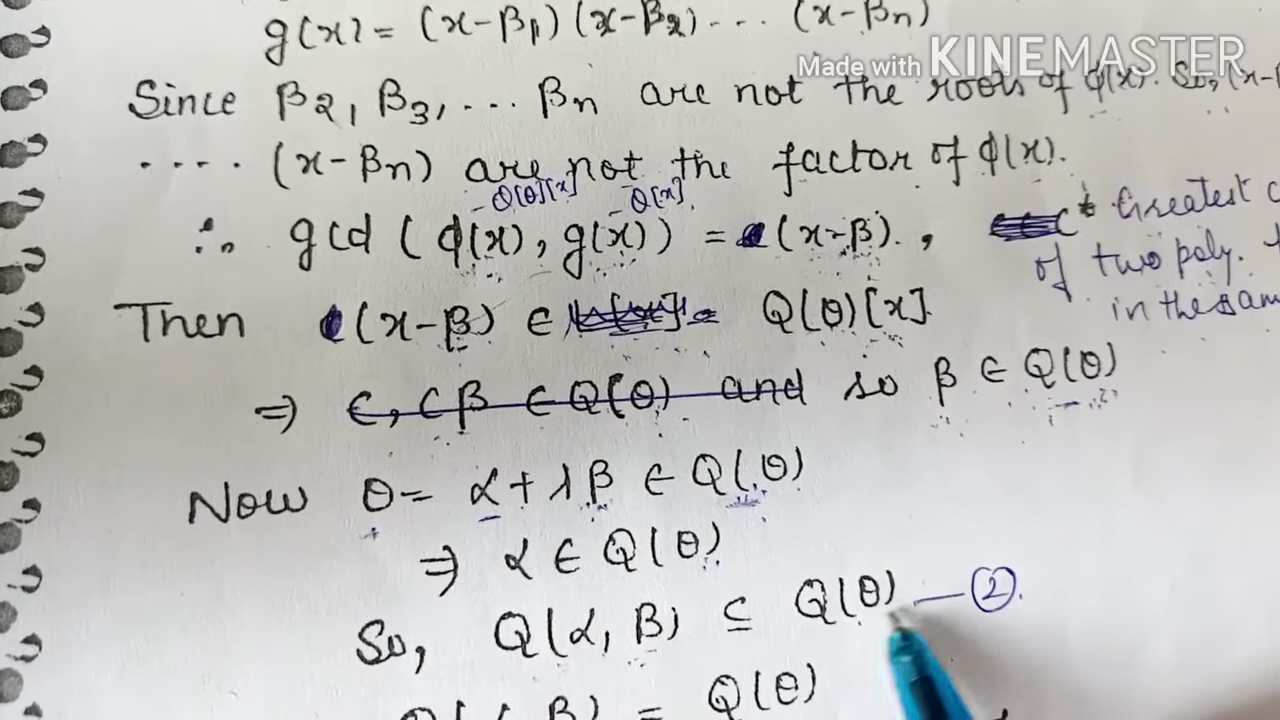 g(x) = (x-β1) (x-β2) ... (x-βn)
Made with KINEMASTER
Since β2, β3, ... βn are not the roots of φ(x). So, (x-β
.... (x-βn) are not the factor of φ(x).
Q(θ)[x] Q[x]
∴ gcd (φ(x), g(x)) = (x-β). , Greatest c
of two poly.
Then (x-β) ∈ Q(θ)[x]
in the sam
⇒ ϵ, cβ ∈ Q(θ) and so β ∈ Q(θ)
Now θ = α + λβ ∈ Q(θ)
⇒ α ∈ Q(θ)
So, Q(α, β) ⊆ Q(θ) — ②.
Q(α, β) = Q(θ)